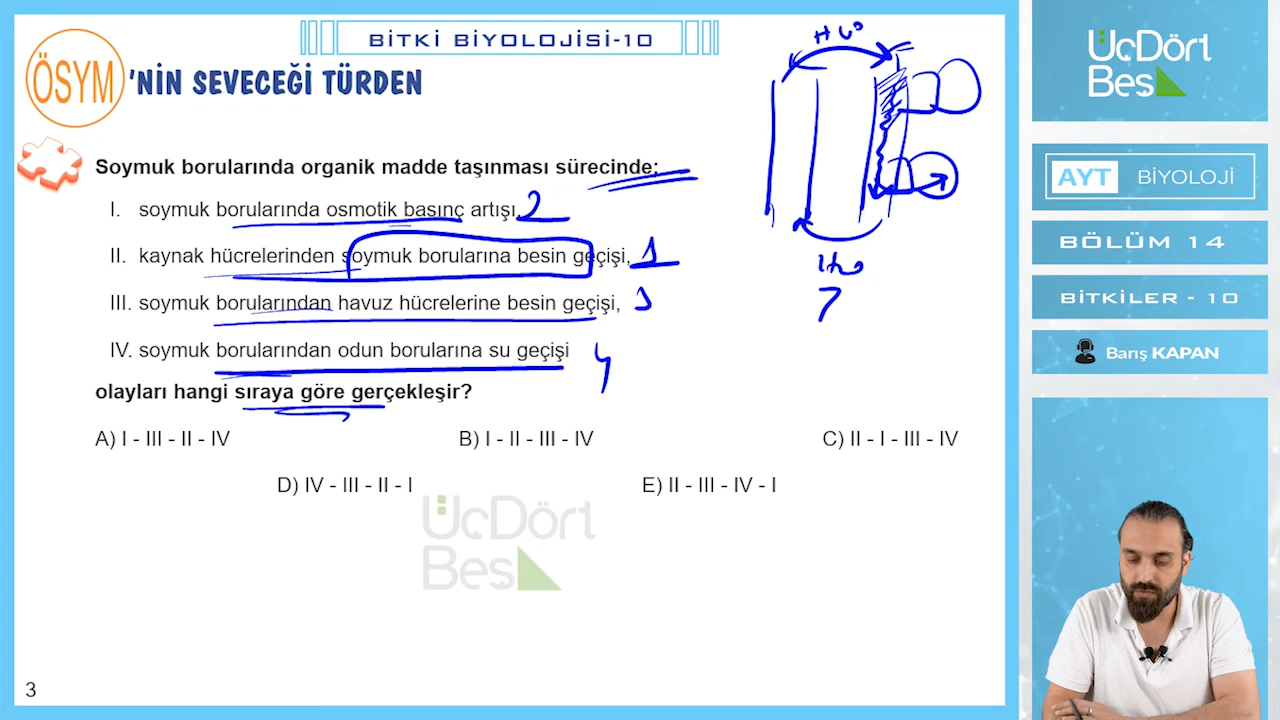 BİTKİ BİYOLOJİSİ-10
ÖSYM'NİN SEVECEĞİ TÜRDEN
Soymuk borularında organik madde taşınması sürecinde;
I. soymuk borularında osmotik basınç artışı, 2
II. kaynak hücrelerinden soymuk borularına besin geçişi, 1
III. soymuk borularından havuz hücrelerine besin geçişi, 3
IV. soymuk borularından odun borularına su geçişi 4
olayları hangi sıraya göre gerçekleşir?
A) I - III - II - IV
B) I - II - III - IV
C) II - I - III - IV
D) IV - III - II - I
E) II - III - IV - I
H₂O
H₂O
ÜçDört
Beş
3
ÜçDört
Beş
AYT BİYOLOJİ
BÖLÜM 14
BİTKİLER - 10
Barış KAPAN